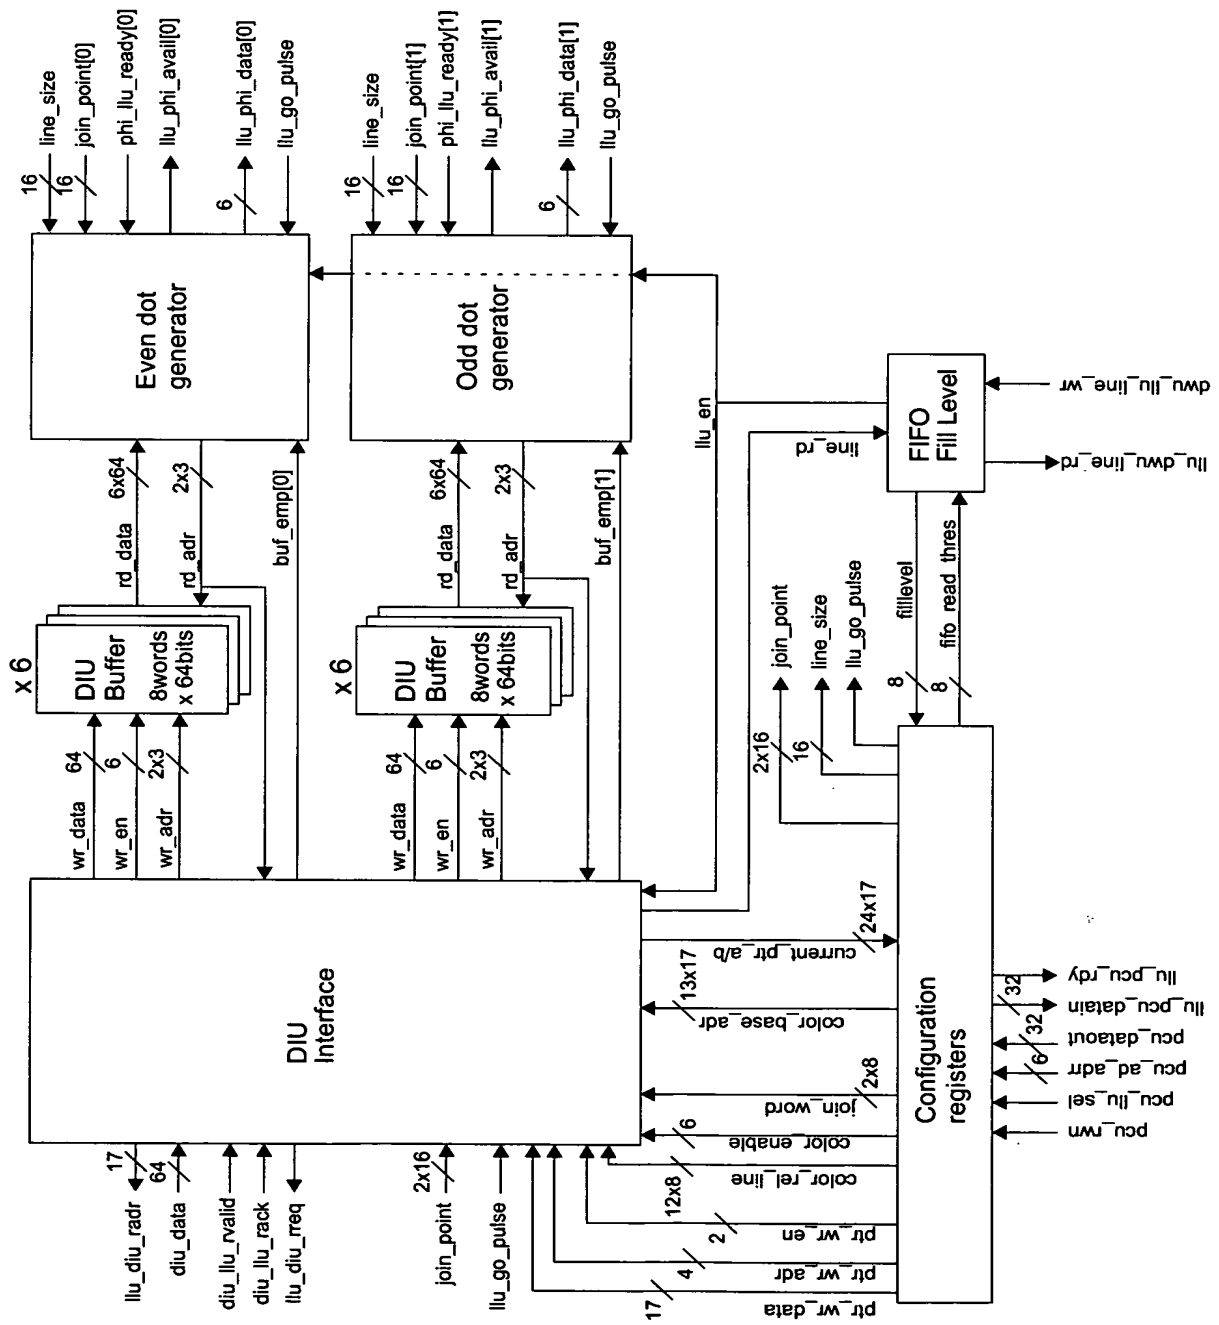 line_size
16
join_point[0]
16
phi_llu_ready[0]
llu_phi_avail[0]
llu_phi_data[0]
6
llu_go_pulse
Even dot
generator
rd_data
6x64
rd_adr
2x3
buf_emp[0]
x 6
DIU
Buffer
8words
x 64bits
wr_data
64
wr_en
6
wr_adr
2x3
line_size
16
join_point[1]
16
phi_llu_ready[1]
llu_phi_avail[1]
llu_phi_data[1]
6
llu_go_pulse
Odd dot
generator
rd_data
6x64
rd_adr
2x3
buf_emp[1]
x 6
DIU
Buffer
8words
x 64bits
wr_data
64
wr_en
6
wr_adr
2x3
llu_en
line_rd
FIFO
Fill Level
dwu_llu_line_wr
llu_dwu_line_rd
filllevel
8
fifo_read_thres
8
join_point
2x16
line_size
16
llu_go_pulse
DIU
Interface
llu_diu_radr
17
diu_data
64
diu_llu_rvalid
diu_llu_rack
llu_diu_rreq
join_point
2x16
llu_go_pulse
current_ptr_a/b
24x17
color_base_adr
13x17
join_word
2x8
color_enable
6
color_rel_line
12x8
ptr_wr_en
2
ptr_wr_adr
4
ptr_wr_data
17
Configuration
registers
llu_pcu_rdy
llu_pcu_datain
32
pcu_dataout
32
pcu_ad_adrr
6
pcu_llu_sel
pcu_rwn